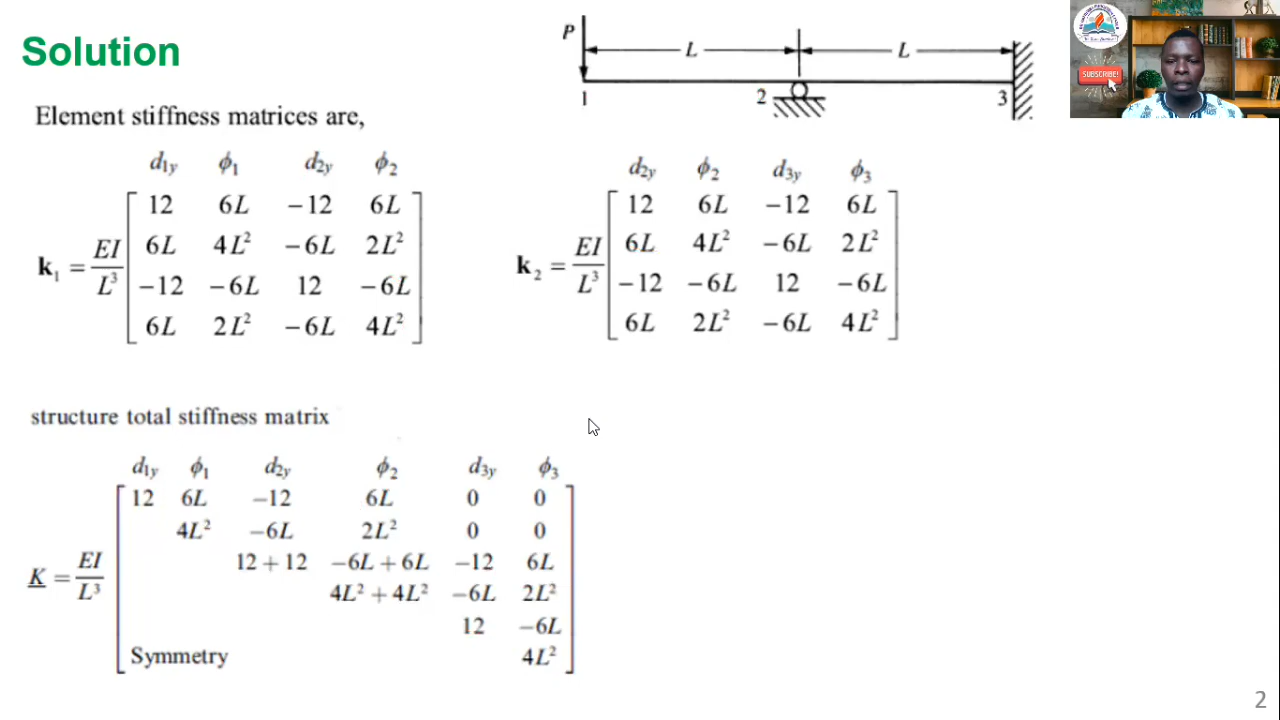 Solution
P
L
L
1
2
3
SUBSCRIBE!
Element stiffness matrices are,
d₁y ϕ₁ d₂y ϕ₂
k₁ = EI/L³ [ 12 6L −12 6L
6L 4L² −6L 2L²
−12 −6L 12 −6L
6L 2L² −6L 4L² ]
d₂y ϕ₂ d₃y ϕ₃
k₂ = EI/L³ [ 12 6L −12 6L
6L 4L² −6L 2L²
−12 −6L 12 −6L
6L 2L² −6L 4L² ]
structure total stiffness matrix
d₁y ϕ₁ d₂y ϕ₂ d₃y ϕ₃
K = EI/L³ [ 12 6L −12 6L 0 0
4L² −6L 2L² 0 0
12 + 12 −6L + 6L −12 6L
4L² + 4L² −6L 2L²
12 −6L
Symmetry 4L² ]
2